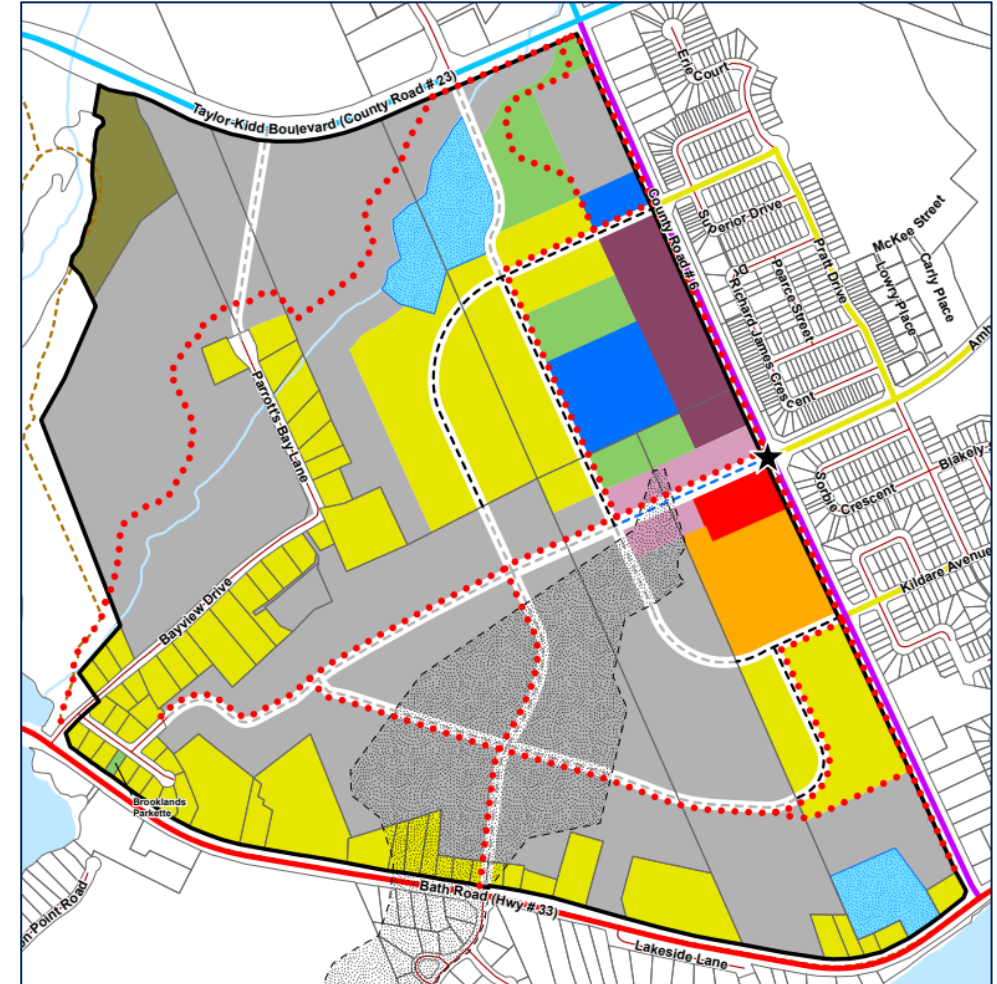 Taylor-Kidd Boulevard (County Road # 23)
Erie Court
Superior Drive
County Road # 6
McKee Street
Carly Place
Lowry Place
Pratt Drive
Pearce Street
Richard James Crescent
Parrott's Bay Lane
Sorbie Crescent
Blakely
Kildare Avenue
Bayview Drive
Brooklands
Parkette
Bath Road (Hwy # 33)
Lakeside Lane
on Point Road